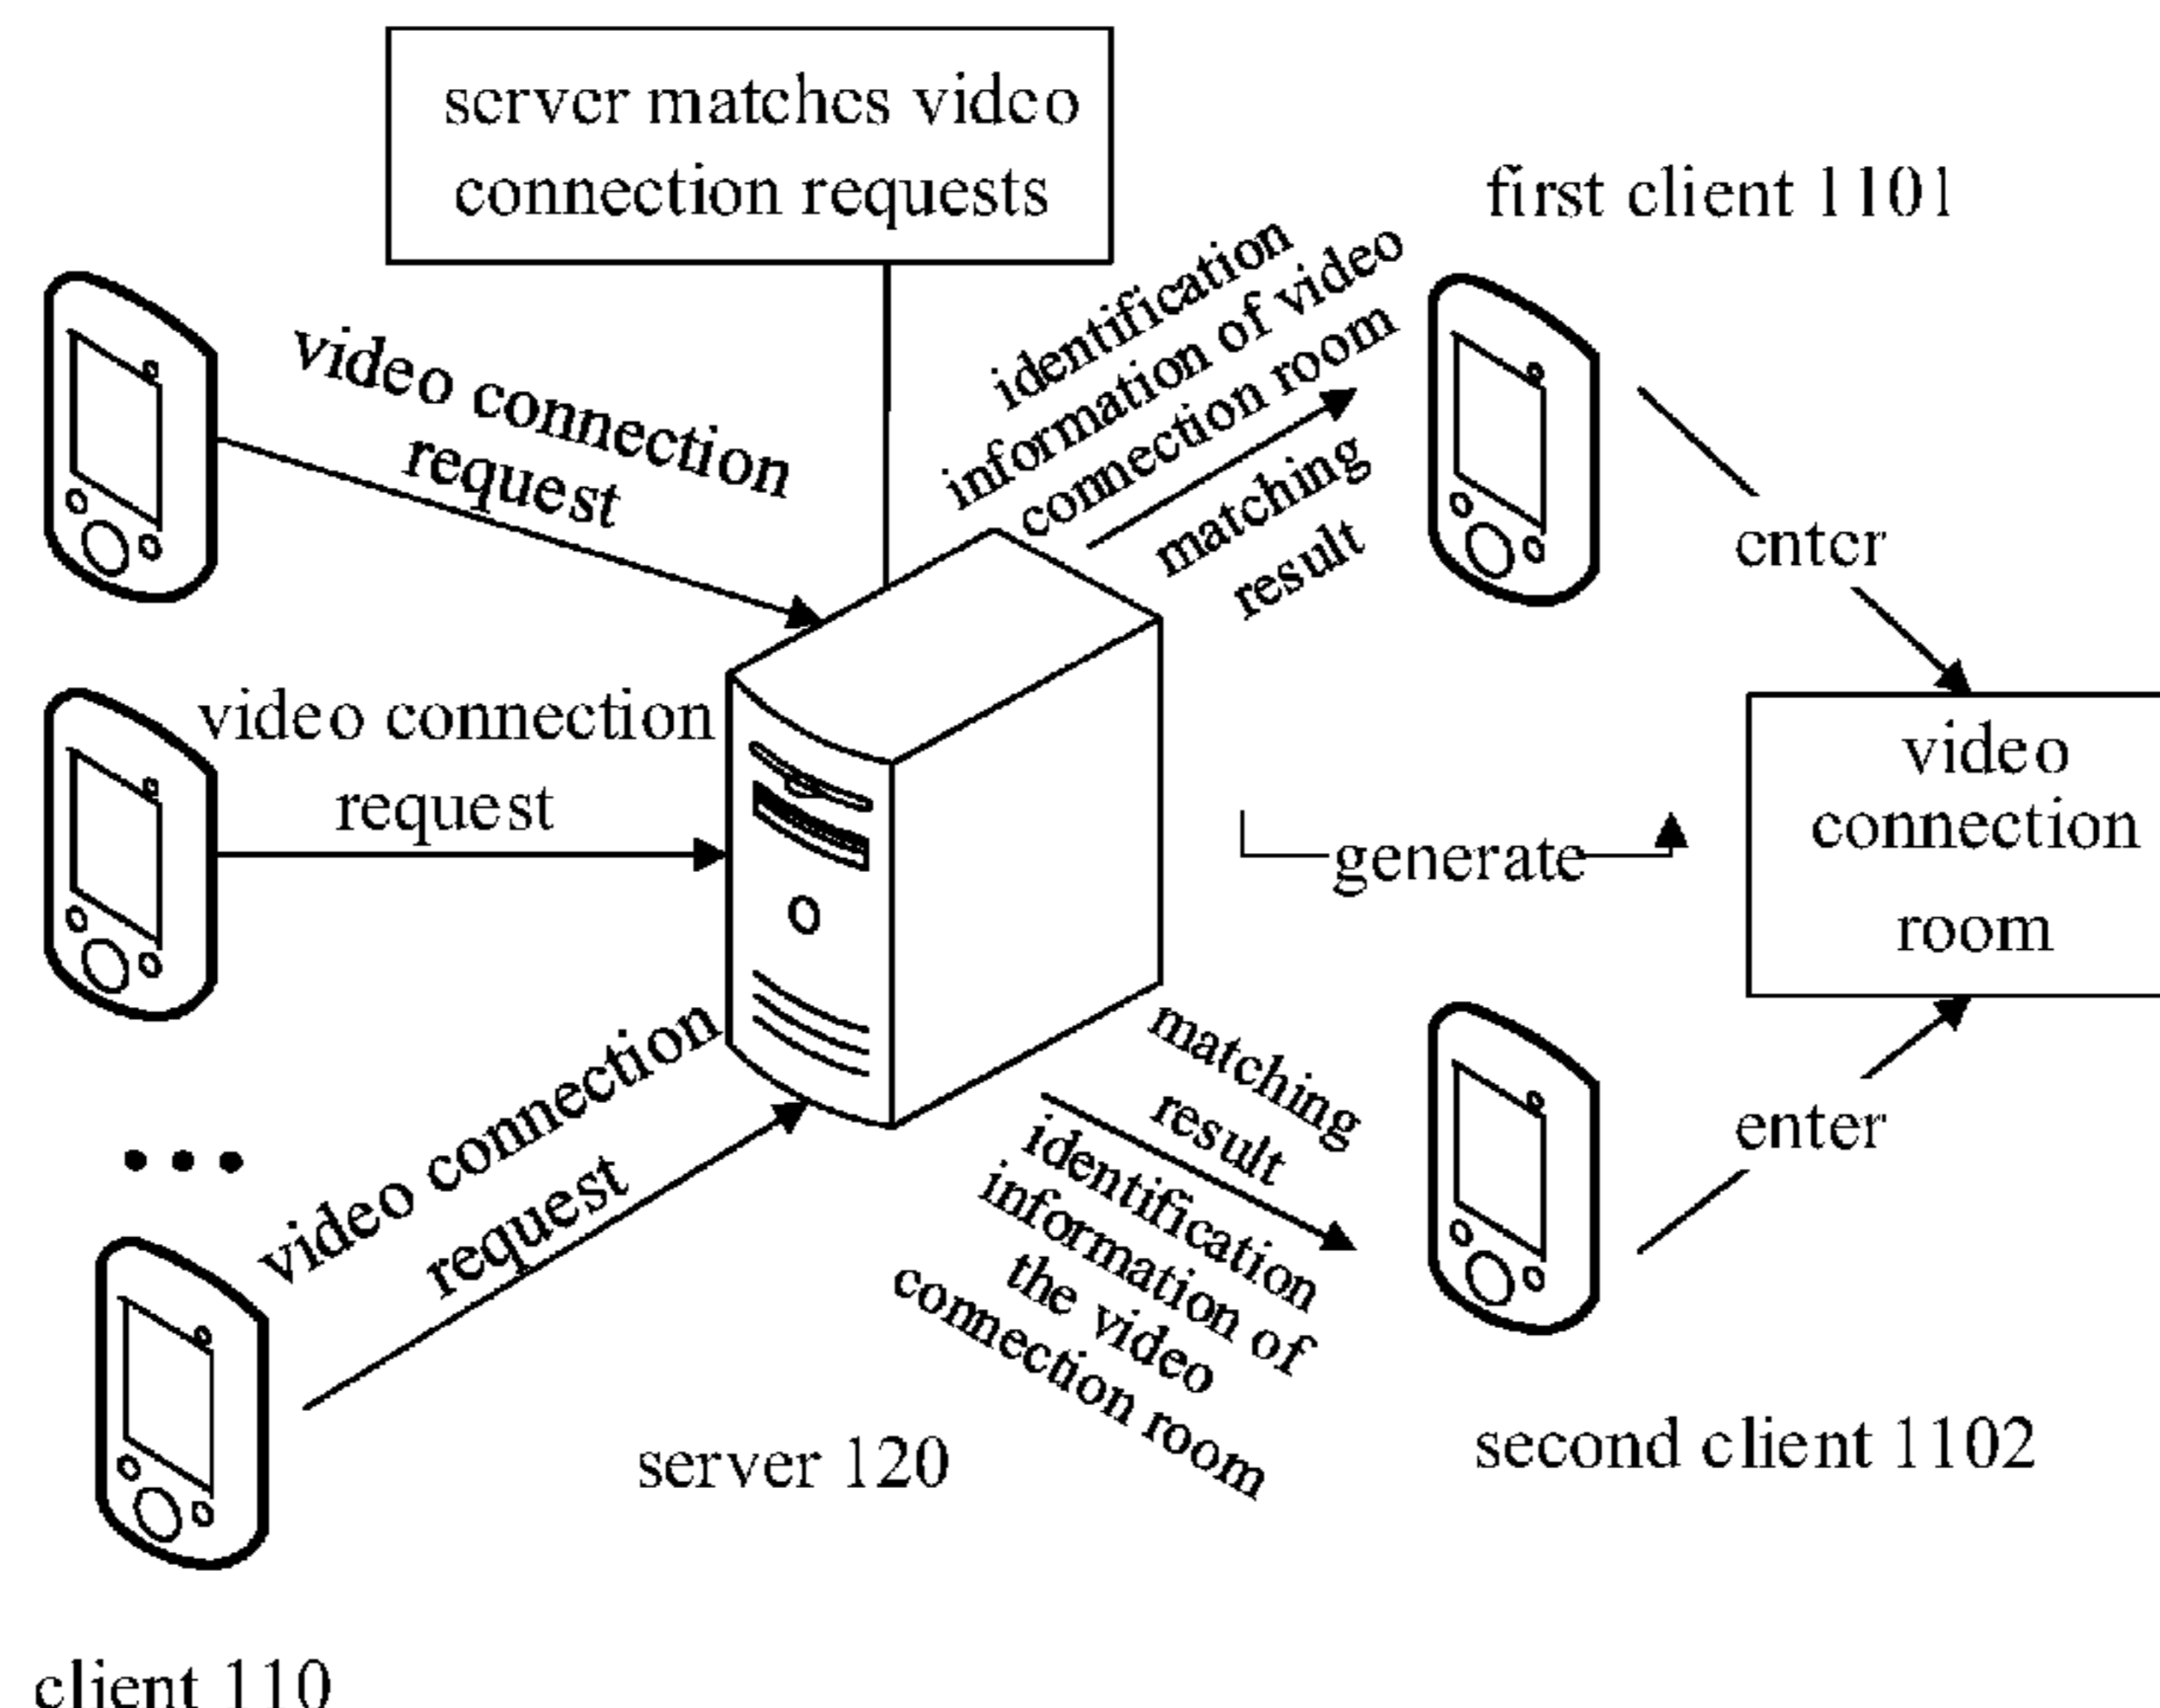 server matches video
connection requests
first client 1101
identification
information of video
connection room
matching
result
video connection
request
enter
video connection
request
generate
video
connection
room
video connection
request
matching
result
identification
information of
the video
connection room
enter
server 120
second client 1102
client 110